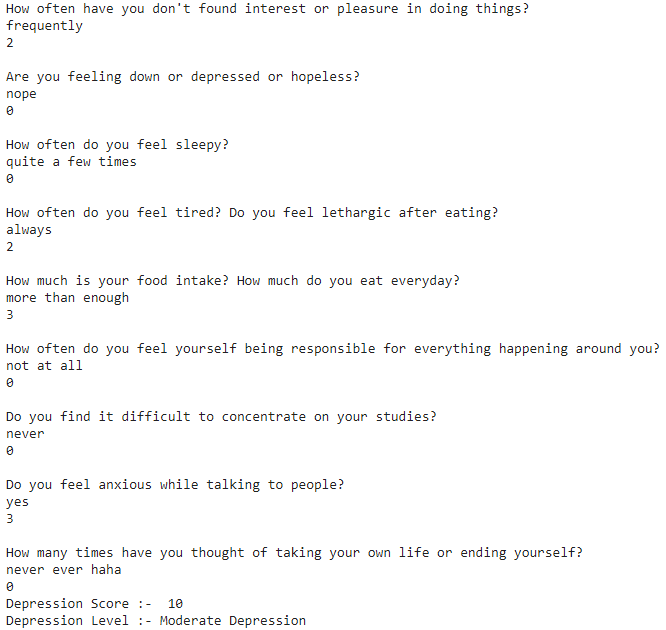 How often have you don't found interest or pleasure in doing things?
frequently
2
Are you feeling down or depressed or hopeless?
nope
0
How often do you feel sleepy?
quite a few times
0
How often do you feel tired? Do you feel lethargic after eating?
always
2
How much is your food intake? How much do you eat everyday?
more than enough
3
How often do you feel yourself being responsible for everything happening around you?
not at all
0
Do you find it difficult to concentrate on your studies?
never
0
Do you feel anxious while talking to people?
yes
3
How many times have you thought of taking your own life or ending yourself?
never ever haha
0
Depression Score :-  10
Depression Level :- Moderate Depression